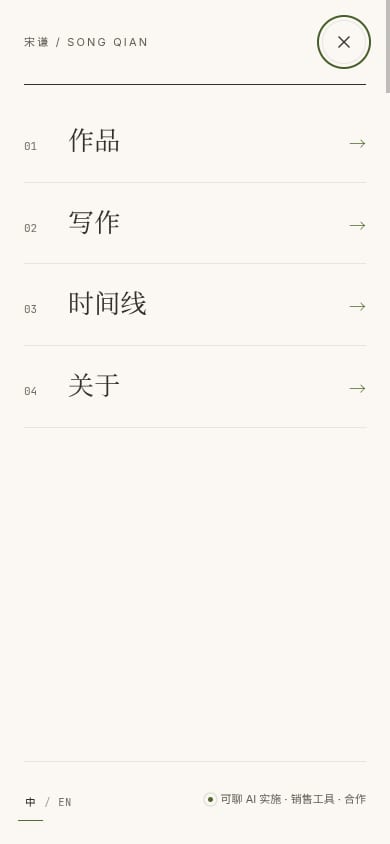 宋谦 / SONG QIAN
01 作品 →
02 写作 →
03 时间线 →
04 关于 →
中 / EN
可聊 AI 实施 · 销售工具 · 合作